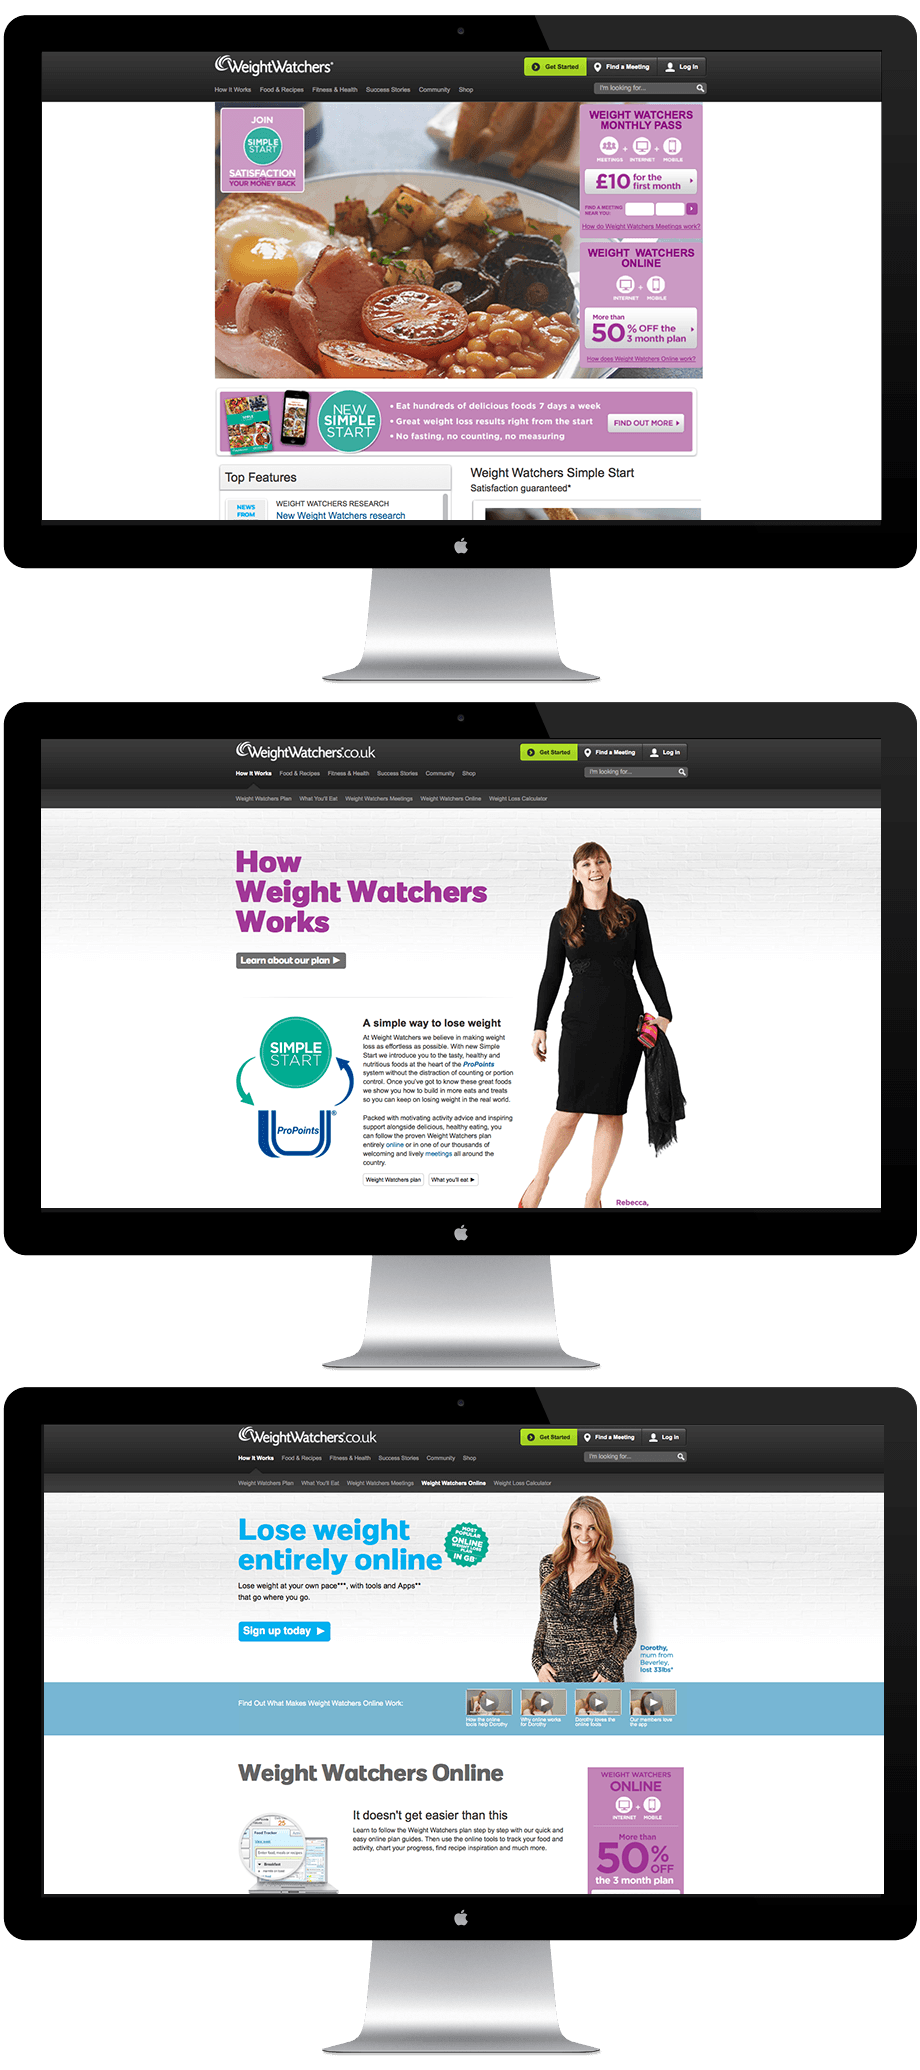 WeightWatchers
Get Started
Find a Meeting
Log In
How It Works
Food & Recipes
Fitness & Health
Success Stories
Community
Shop
I'm looking for...
JOIN
SIMPLE
START
SATISFACTION
YOUR MONEY BACK
WEIGHT WATCHERS
MONTHLY PASS
MEETINGS + INTERNET + MOBILE
£10 for the
first month
FIND A MEETING
NEAR YOU:
How do Weight Watchers Meetings work?
WEIGHT WATCHERS
ONLINE
INTERNET + MOBILE
More than
50% OFF the
3 month plan
How does Weight Watchers Online work?
NEW
SIMPLE
START
• Eat hundreds of delicious foods 7 days a week
• Great weight loss results right from the start
• No fasting, no counting, no measuring
FIND OUT MORE
Top Features
NEWS
FROM
WEIGHT WATCHERS RESEARCH
New Weight Watchers research
Weight Watchers Simple Start
Satisfaction guaranteed*
WeightWatchers.co.uk
Get Started
Find a Meeting
Log In
How It Works
Food & Recipes
Fitness & Health
Success Stories
Community
Shop
I'm looking for...
Weight Watchers Plan
What You'll Eat
Weight Watchers Meetings
Weight Watchers Online
Weight Loss Calculator
How
Weight Watchers
Works
Learn about our plan
SIMPLE
START
ProPoints®
A simple way to lose weight
At Weight Watchers we believe in making weight
loss as effortless as possible. With new Simple
Start we introduce you to the tasty, healthy and
nutritious foods at the heart of the ProPoints
system without the distraction of counting or portion
control. Once you've got to know these great foods
we show you how to build in more eats and treats
so you can keep on losing weight in the real world.
Packed with motivating activity advice and inspiring
support alongside delicious, healthy eating, you
can follow the proven Weight Watchers plan
entirely online or in one of our thousands of
welcoming and lively meetings all around the
country.
Weight Watchers plan
What you'll eat
Rebecca,
WeightWatchers.co.uk
Get Started
Find a Meeting
Log In
How It Works
Food & Recipes
Fitness & Health
Success Stories
Community
Shop
I'm looking for...
Weight Watchers Plan
What You'll Eat
Weight Watchers Meetings
Weight Watchers Online
Weight Loss Calculator
Lose weight
entirely online
MOST
POPULAR
ONLINE
WEIGHT LOSS
PLAN
IN GB
Lose weight at your own pace***, with tools and Apps**
that go where you go.
Sign up today
Dorothy,
mum from
Beverley,
lost 33lbs*
Find Out What Makes Weight Watchers Online Work:
How the online
tools help Dorothy
Why online works
for Dorothy
Dorothy loves the
online tools
Our members love
the app
Weight Watchers Online
25
Food Tracker
Enter food, meal or recipe
Breakfast
It doesn't get easier than this
Learn to follow the Weight Watchers plan step by step with our quick and
easy online plan guides. Then use the online tools to track your food and
activity, chart your progress, find recipe inspiration and much more.
WEIGHT WATCHERS
ONLINE
INTERNET + MOBILE
More than
50%
OFF
the 3 month plan